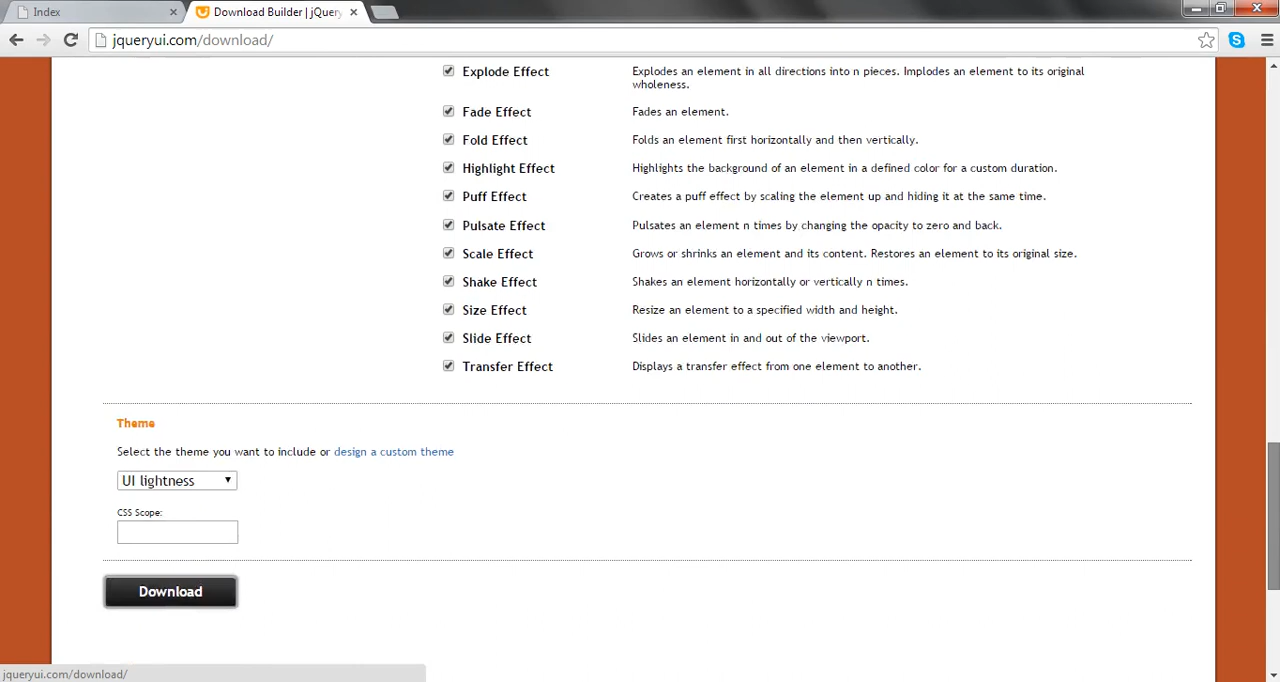 Index
Download Builder | jQuery
jqueryui.com/download/
Explode Effect
Explodes an element in all directions into n pieces. Implodes an element to its original
wholeness.
Fade Effect
Fades an element.
Fold Effect
Folds an element first horizontally and then vertically.
Highlight Effect
Highlights the background of an element in a defined color for a custom duration.
Puff Effect
Creates a puff effect by scaling the element up and hiding it at the same time.
Pulsate Effect
Pulsates an element n times by changing the opacity to zero and back.
Scale Effect
Grows or shrinks an element and its content. Restores an element to its original size.
Shake Effect
Shakes an element horizontally or vertically n times.
Size Effect
Resize an element to a specified width and height.
Slide Effect
Slides an element in and out of the viewport.
Transfer Effect
Displays a transfer effect from one element to another.
Theme
Select the theme you want to include or design a custom theme
UI lightness
CSS Scope:
Download
jqueryui.com/download/